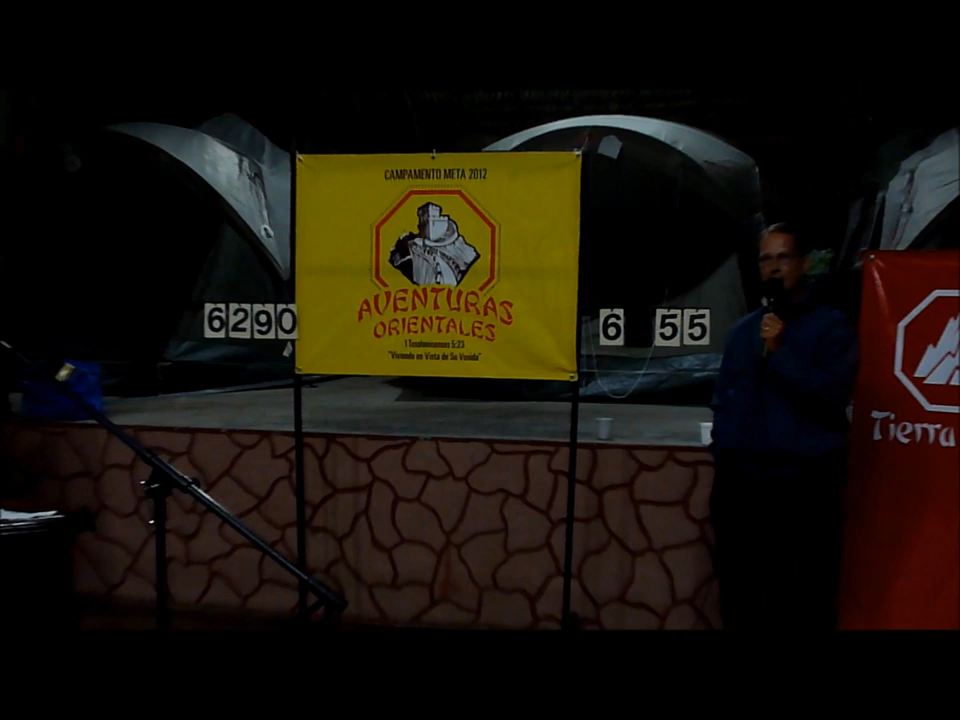 CAMPAMENTO META 2012
AVENTURAS
ORIENTALES
1 Tesalonicenses 5:23
"Viviendo en Vista de Su Venida"
6290
6 55
Tierra